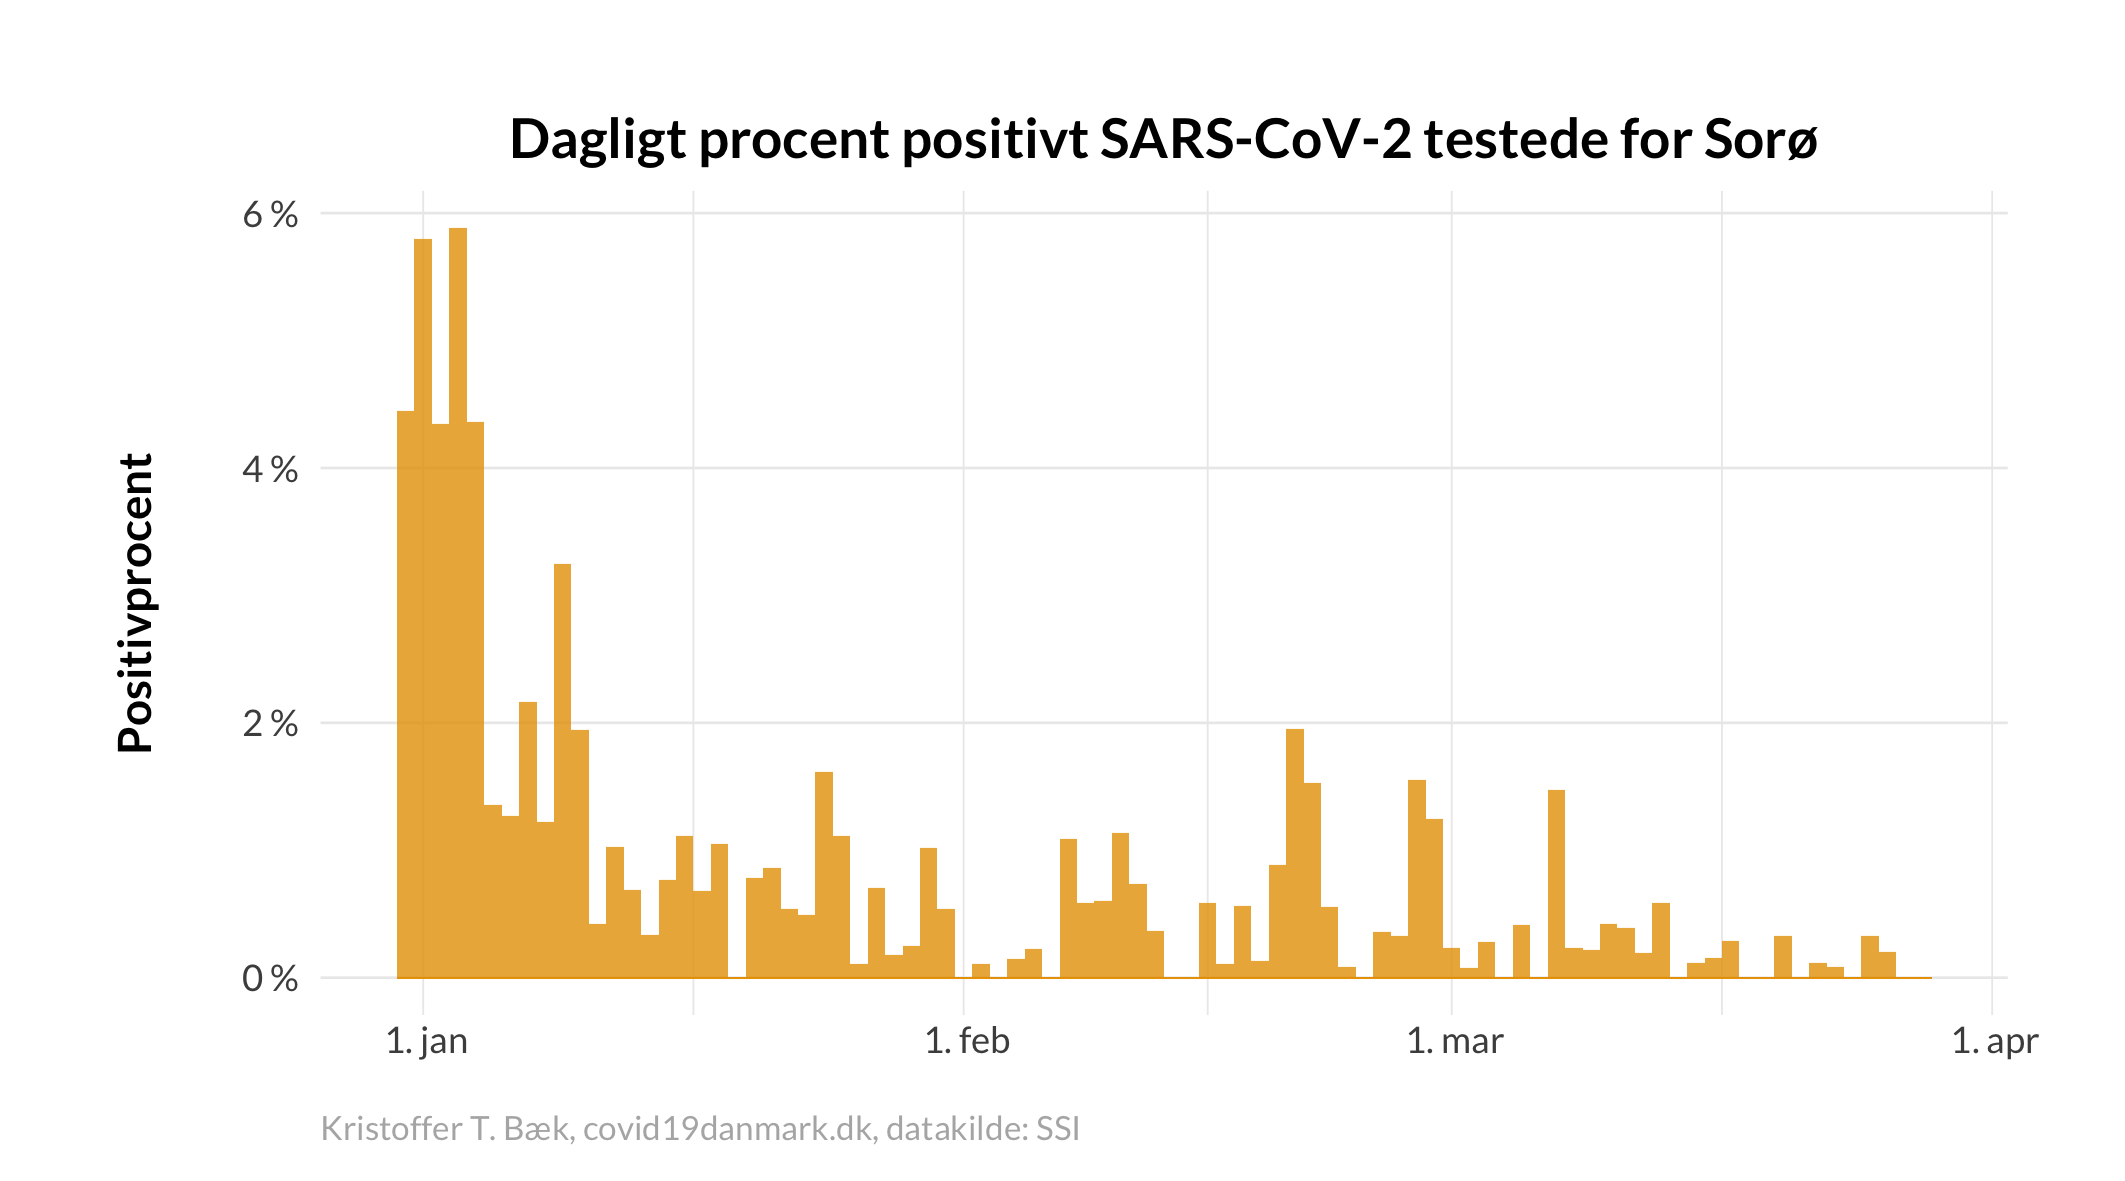 Dagligt procent positivt SARS-CoV-2 testede for Sorø
Positivprocent
6 %
4 %
2 %
0 %
1. jan
1. feb
1. mar
1. apr
Kristoffer T. Bæk, covid19danmark.dk, datakilde: SSI